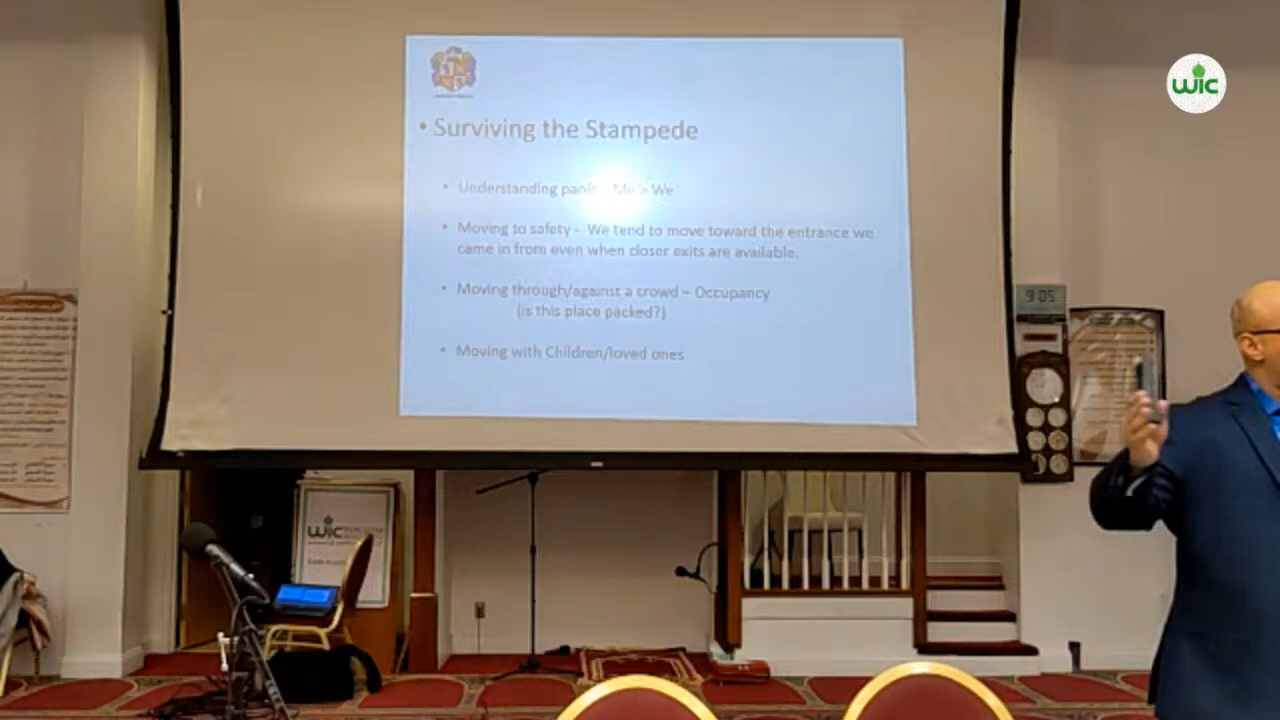 WIC
• Surviving the Stampede
• Understanding panic - Me > We
• Moving to safety - We tend to move toward the entrance we
came in from even when closer exits are available.
• Moving through/against a crowd – Occupancy
(is this place packed?)
• Moving with Children/loved ones
9:05
WIC